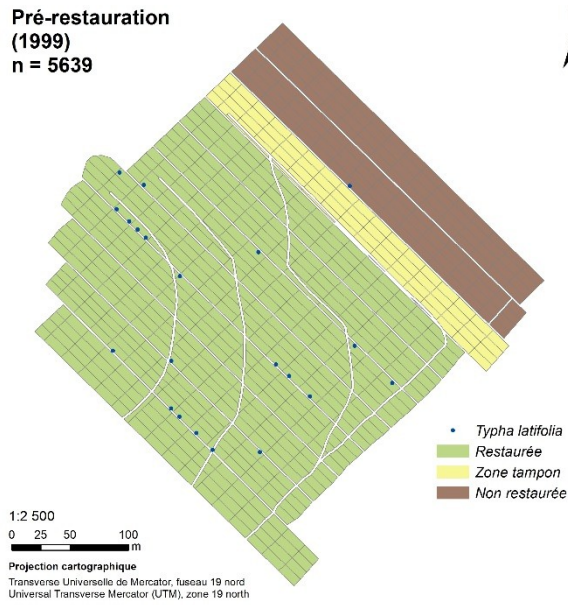 Pré-restauration
(1999)
n = 5639
Typha latifolia
Restaurée
Zone tampon
Non restaurée
1:2 500
0 25 50 100
m
Projection cartographique
Transverse Universelle de Mercator, fuseau 19 nord
Universal Transverse Mercator (UTM), zone 19 north